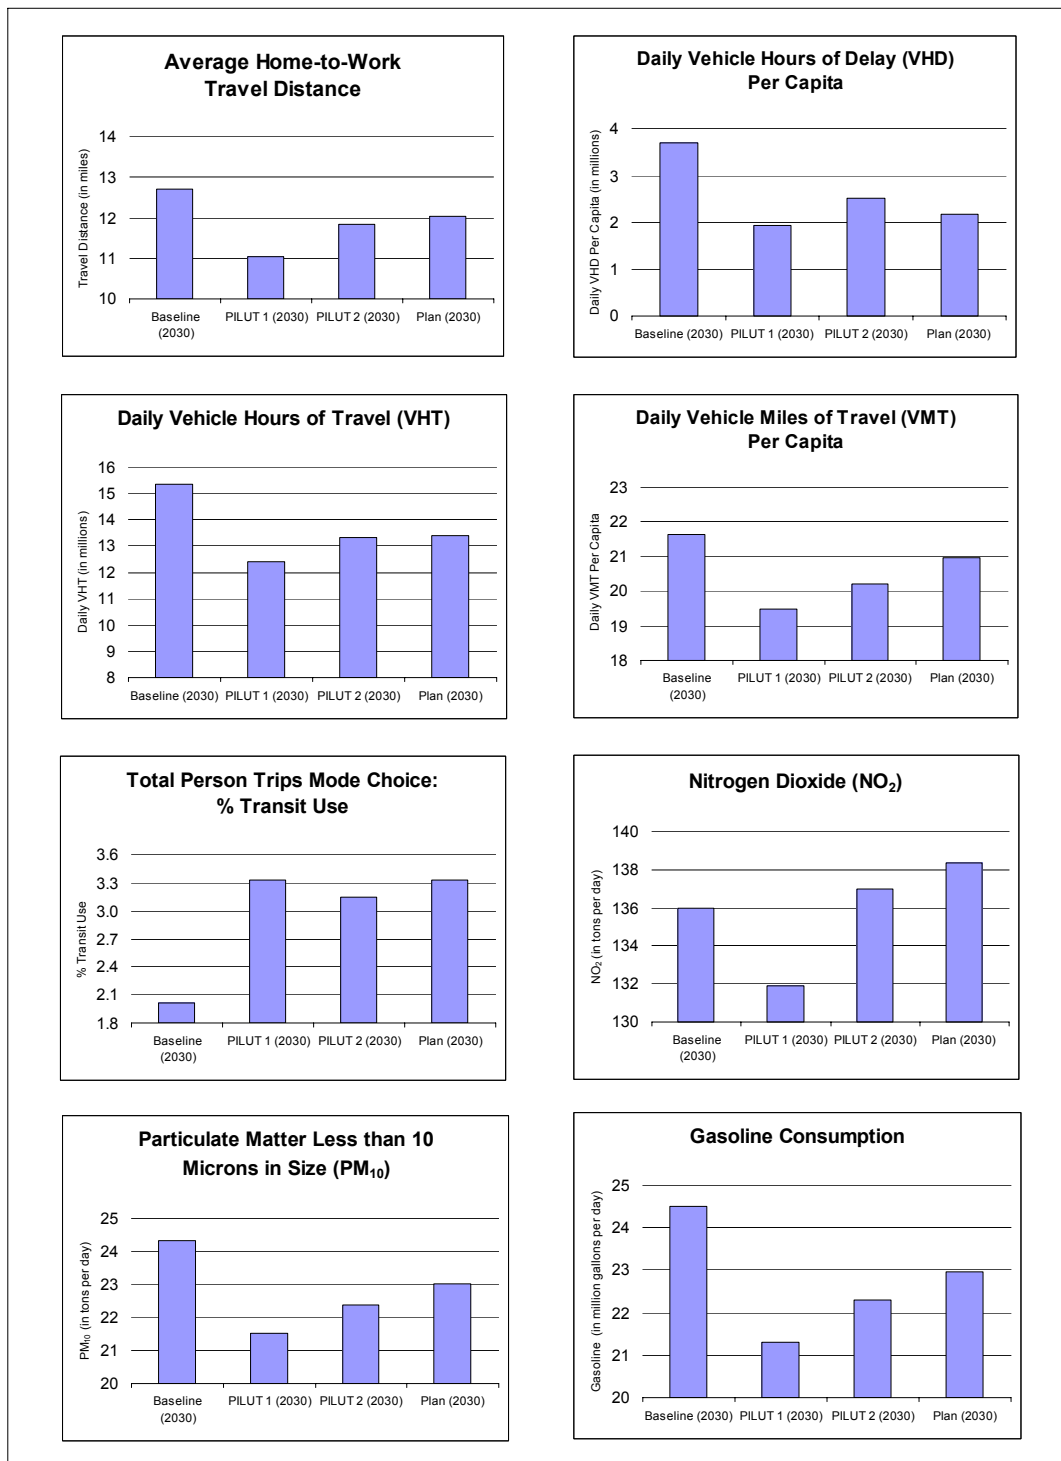 Average Home-to-Work
Travel Distance
Travel Distance (in miles)
14
13
12
11
10
Baseline
(2030)
PILUT 1 (2030)
PILUT 2 (2030)
Plan (2030)
Daily Vehicle Hours of Delay (VHD)
Per Capita
Daily VHD Per Capita (in millions)
4
3
2
1
0
Baseline (2030)
PILUT 1 (2030)
PILUT 2 (2030)
Plan (2030)
Daily Vehicle Hours of Travel (VHT)
Daily VHT (in millions)
16
15
14
13
12
11
10
9
8
Baseline (2030)
PILUT 1 (2030)
PILUT 2 (2030)
Plan (2030)
Daily Vehicle Miles of Travel (VMT)
Per Capita
Daily VMT Per Capita
23
22
21
20
19
18
Baseline
(2030)
PILUT 1 (2030)
PILUT 2 (2030)
Plan (2030)
Total Person Trips Mode Choice:
% Transit Use
% Transit Use
3.6
3.3
3.0
2.7
2.4
2.1
1.8
Baseline
(2030)
PILUT 1 (2030)
PILUT 2 (2030)
Plan (2030)
Nitrogen Dioxide (NO₂)
NO₂ (in tons per day)
140
138
136
134
132
130
Baseline
(2030)
PILUT 1 (2030)
PILUT 2 (2030)
Plan (2030)
Particulate Matter Less than 10
Microns in Size (PM₁₀)
PM₁₀ (in tons per day)
25
24
23
22
21
20
Baseline
(2030)
PILUT 1 (2030)
PILUT 2 (2030)
Plan (2030)
Gasoline Consumption
Gasoline (in million gallons per day)
25
24
23
22
21
20
Baseline (2030)
PILUT 1 (2030)
PILUT 2 (2030)
Plan (2030)